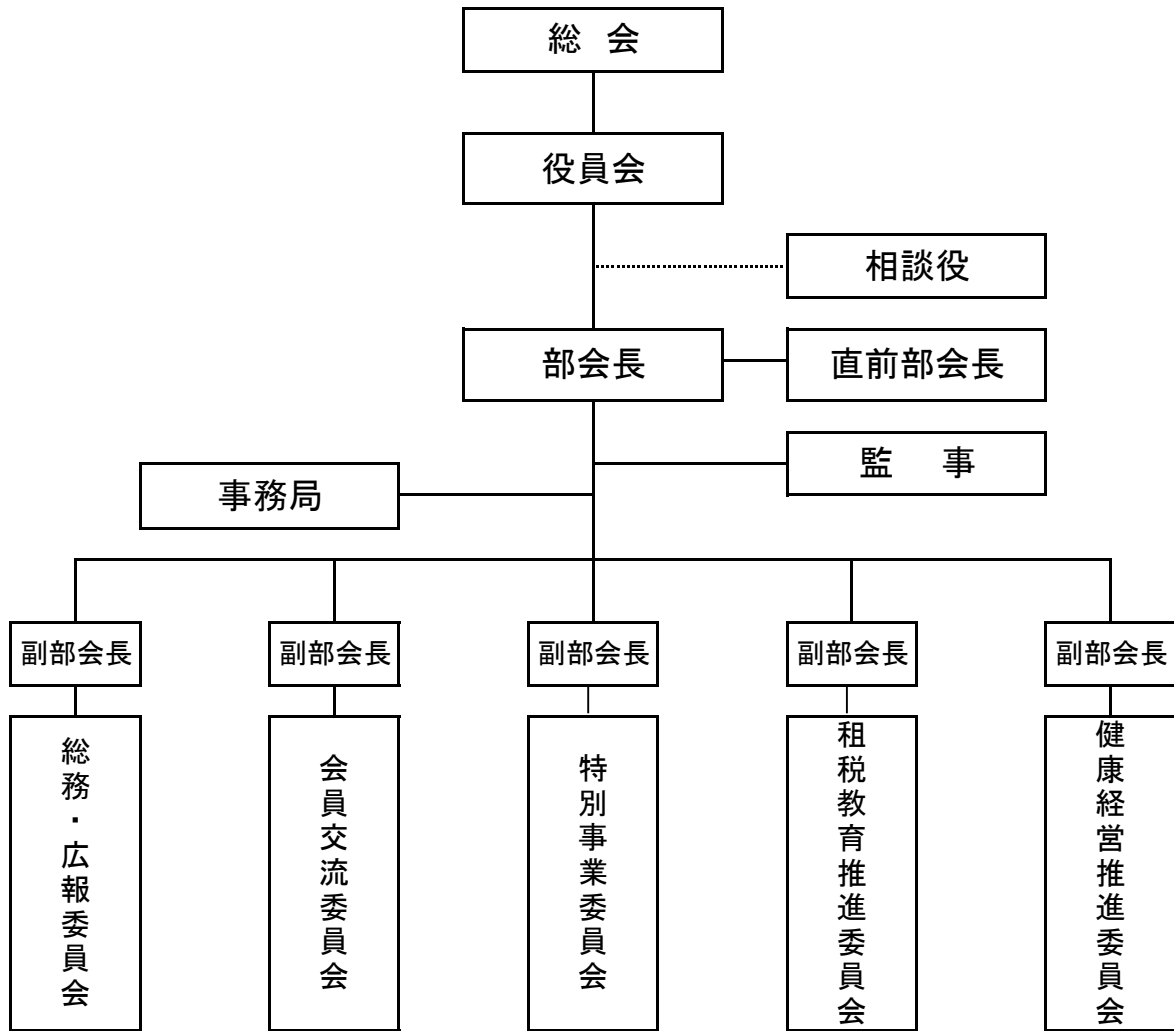 総 会
役員会
相談役
部会長
直前部会長
監 事
事務局
副部会長
副部会長
副部会長
副部会長
副部会長
総務・広報委員会
会員交流委員会
特別事業委員会
租税教育推進委員会
健康経営推進委員会